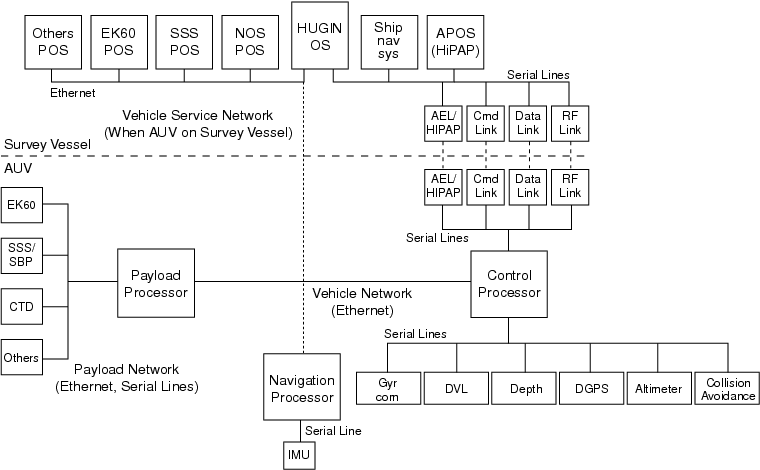 Others
POS
EK60
POS
SSS
POS
NOS
POS
HUGIN
OS
Ship
nav
sys
APOS
(HiPAP)
Ethernet
Serial Lines
Vehicle Service Network
(When AUV on Survey Vessel)
AEL/
HIPAP
Cmd
Link
Data
Link
RF
Link
Survey Vessel
AUV
AEL/
HIPAP
Cmd
Link
Data
Link
RF
Link
Serial Lines
EK60
SSS/
SBP
CTD
Others
Payload
Processor
Control
Processor
Vehicle Network
(Ethernet)
Serial Lines
Payload Network
(Ethernet, Serial Lines)
Navigation
Processor
Gyr
com
DVL
Depth
DGPS
Altimeter
Collision
Avoidance
Serial Line
IMU